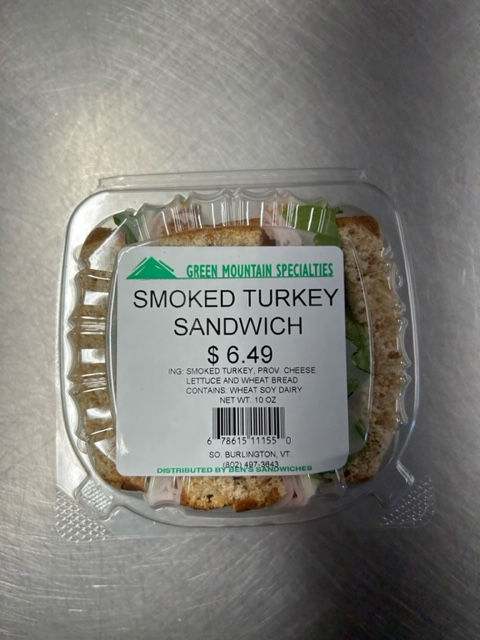 GREEN MOUNTAIN SPECIALTIES
SMOKED TURKEY
SANDWICH
$ 6.49
ING: SMOKED TURKEY, PROV. CHEESE
LETTUCE AND WHEAT BREAD
CONTAINS: WHEAT SOY DAIRY
NET WT. 10 OZ
6 78615 11155 0
SO. BURLINGTON, VT.
(802) 497-3643
DISTRIBUTED BY BEN'S SANDWICHES